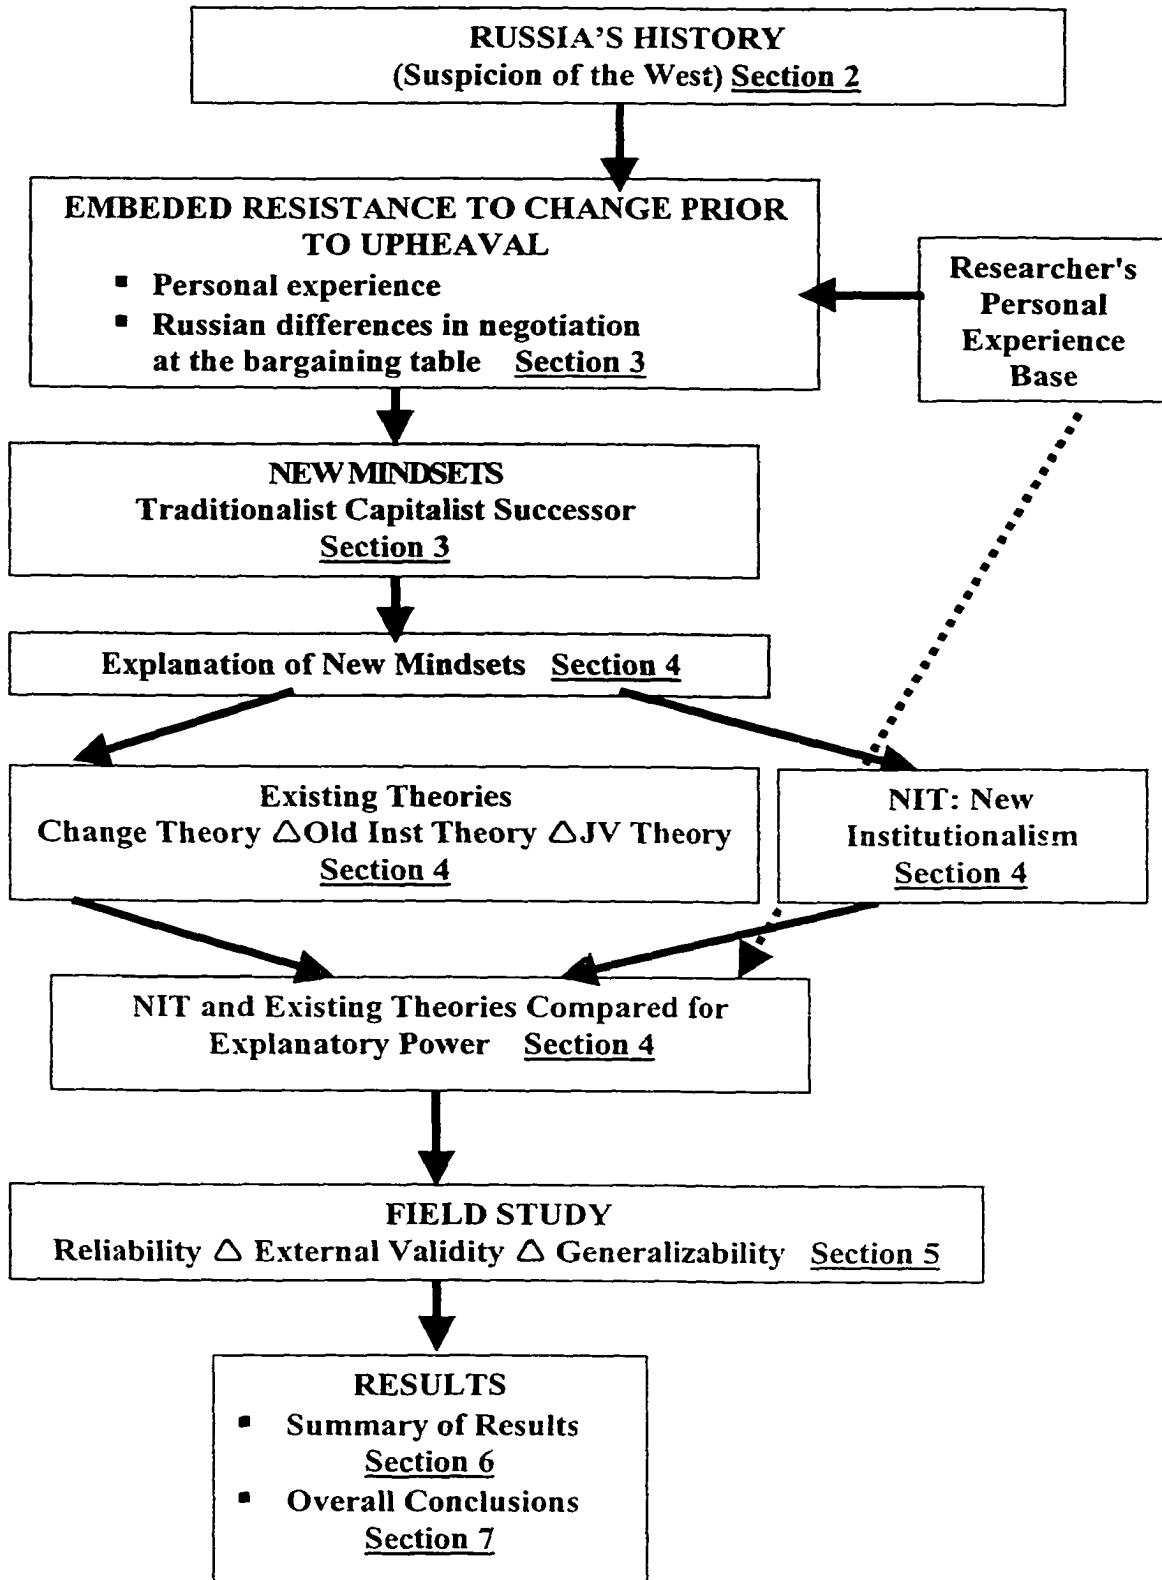 RUSSIA'S HISTORY
(Suspicion of the West) Section 2
EMBEDED RESISTANCE TO CHANGE PRIOR
TO UPHEAVAL
▪ Personal experience
▪ Russian differences in negotiation
at the bargaining table Section 3
Researcher's
Personal
Experience
Base
NEW MINDSETS
Traditionalist Capitalist Successor
Section 3
Explanation of New Mindsets Section 4
Existing Theories
Change Theory △Old Inst Theory △JV Theory
Section 4
NIT: New
Institutionalism
Section 4
NIT and Existing Theories Compared for
Explanatory Power Section 4
FIELD STUDY
Reliability △ External Validity △ Generalizability Section 5
RESULTS
▪ Summary of Results
Section 6
▪ Overall Conclusions
Section 7